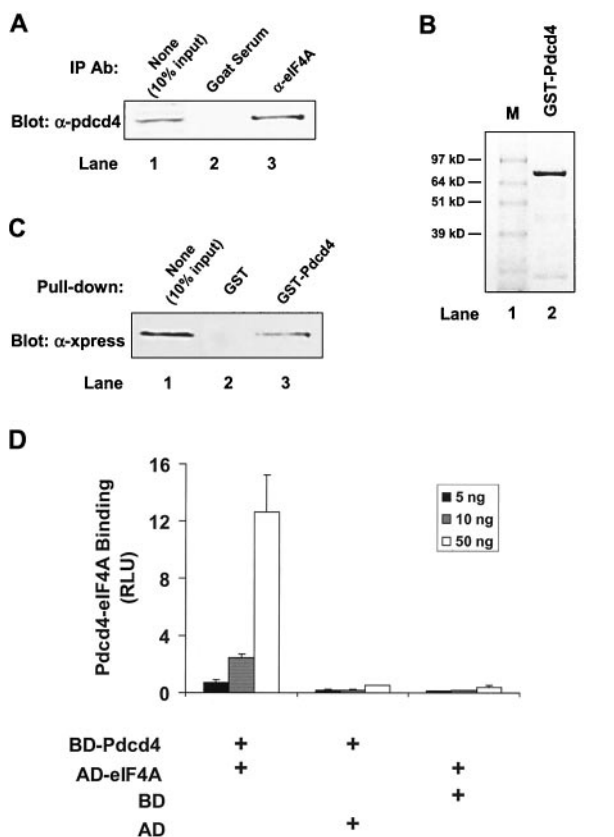 A
IP Ab:
None
(10% input)
Goat Serum
α-eIF4A
Blot: α-pdcd4
Lane 1 2 3
B
M
GST-Pdcd4
97 kD
64 kD
51 kD
39 kD
Lane 1 2
C
Pull-down:
None
(10% input)
GST
GST-Pdcd4
Blot: α-xpress
Lane 1 2 3
D
Pdcd4-eIF4A Binding
(RLU)
16
12
8
4
0
5 ng
10 ng
50 ng
BD-Pdcd4 + +
AD-eIF4A + +
BD +
AD +